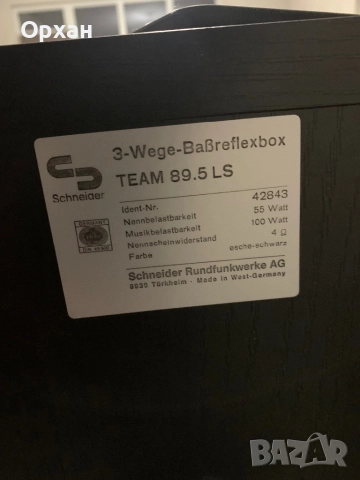 Орхан
Schneider
3-Wege-Baßreflexbox
TEAM 89.5 LS
Ident-Nr. 42843
Nennbelastbarkeit 55 Watt
Musikbelastbarkeit 100 Watt
Nennscheinwiderstand 4 Ω
Farbe esche-schwarz
Schneider Rundfunkwerke AG
8939 Türkheim · Made in West-Germany
BAZAR